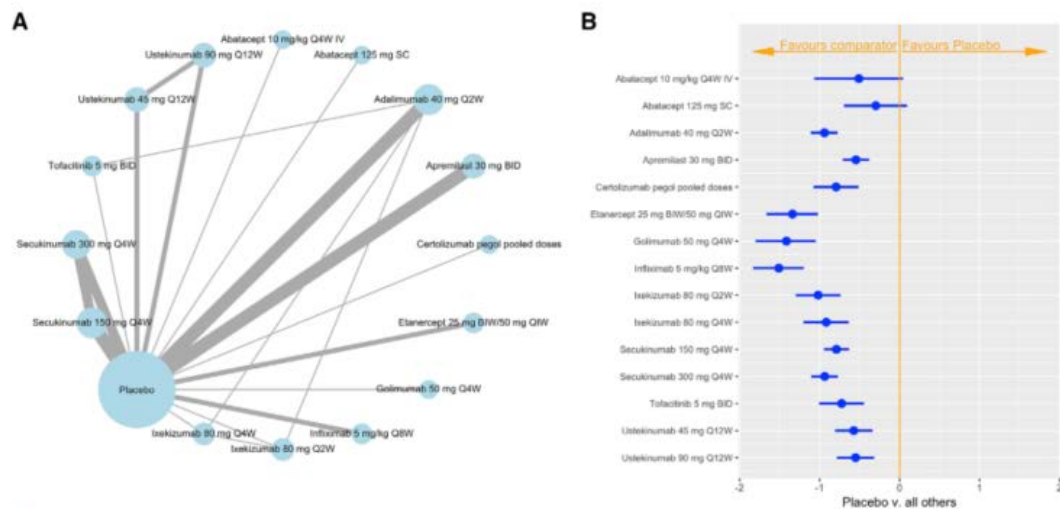 A
Abatacept 10 mg/kg Q4W IV
Ustekinumab 90 mg Q12W
Abatacept 125 mg SC
Ustekinumab 45 mg Q12W
Adalimumab 40 mg Q2W
Tofacitinib 5 mg BID
Apremilast 30 mg BID
Secukinumab 300 mg Q4W
Certolizumab pegol pooled doses
Secukinumab 150 mg Q4W
Etanercept 25 mg BIW/50 mg QIW
Placebo
Golimumab 50 mg Q4W
Ixekizumab 80 mg Q4W
Infliximab 5 mg/kg Q8W
Ixekizumab 80 mg Q2W
B
Favours comparator Favours Placebo
Abatacept 10 mg/kg Q4W IV
Abatacept 125 mg SC
Adalimumab 40 mg Q2W
Apremilast 30 mg BID
Certolizumab pegol pooled doses
Etanercept 25 mg BIW/50 mg QIW
Golimumab 50 mg Q4W
Infliximab 5 mg/kg Q8W
Ixekizumab 80 mg Q2W
Ixekizumab 80 mg Q4W
Secukinumab 150 mg Q4W
Secukinumab 300 mg Q4W
Tofacitinib 5 mg BID
Ustekinumab 45 mg Q12W
Ustekinumab 90 mg Q12W
-2 -1 0 1 2
Placebo v. all others